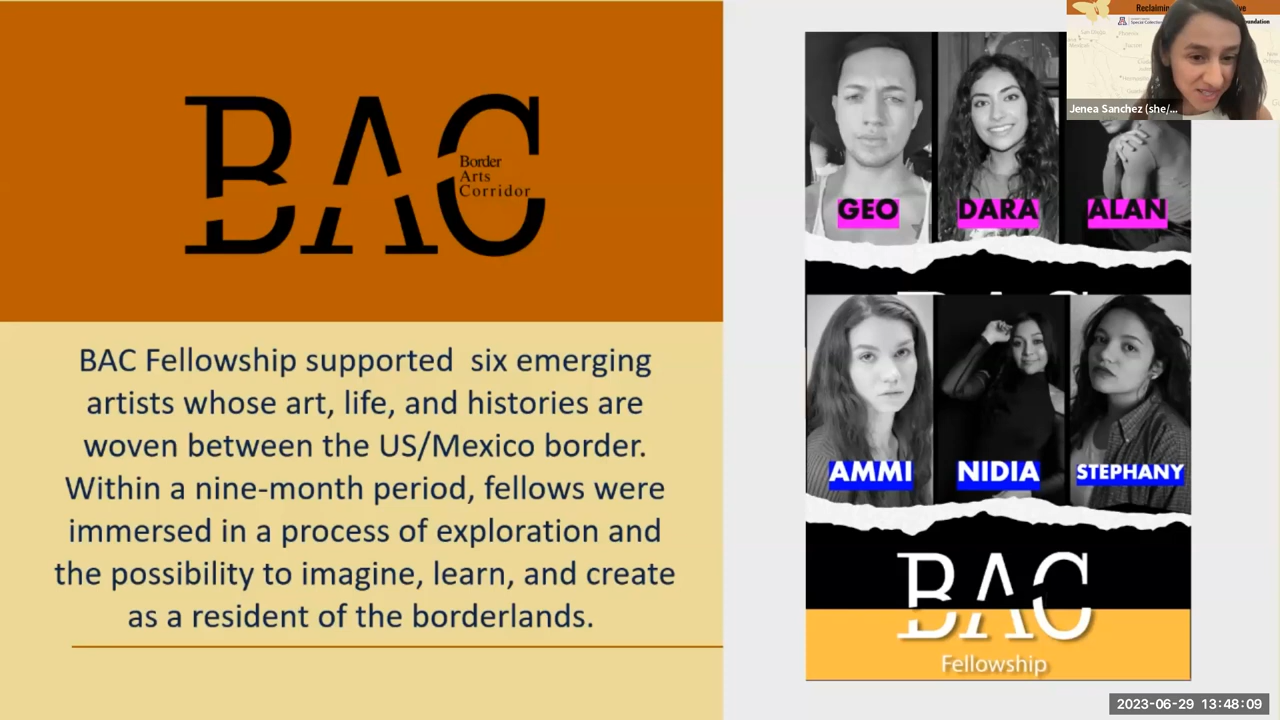 BAC
Border
Arts
Corridor
BAC Fellowship supported six emerging
artists whose art, life, and histories are
woven between the US/Mexico border.
Within a nine-month period, fellows were
immersed in a process of exploration and
the possibility to imagine, learn, and create
as a resident of the borderlands.
GEO
DARA
ALAN
AMMI
NIDIA
STEPHANY
BAC
Fellowship
Jenea Sanchez (she/...
2023-06-29 13:48:09